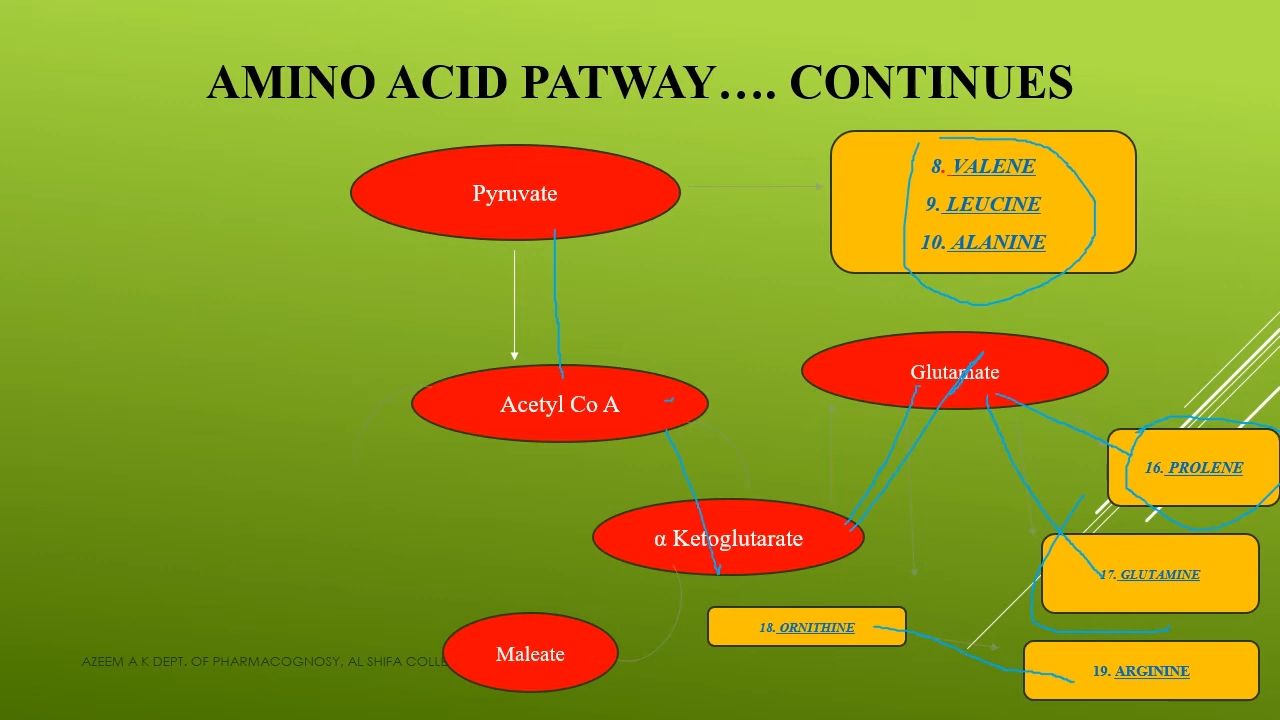 AMINO ACID PATWAY…. CONTINUES
Pyruvate
8. VALENE
9. LEUCINE
10. ALANINE
Acetyl Co A
Glutamate
16. PROLENE
α Ketoglutarate
17. GLUTAMINE
18. ORNITHINE
Maleate
19. ARGININE
AZEEM A K DEPT. OF PHARMACOGNOSY, AL SHIFA